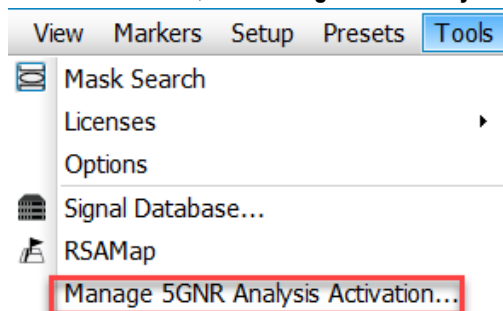 View Markers Setup Presets Tools
Mask Search
Licenses
Options
Signal Database...
RSAMap
Manage 5GNR Analysis Activation...